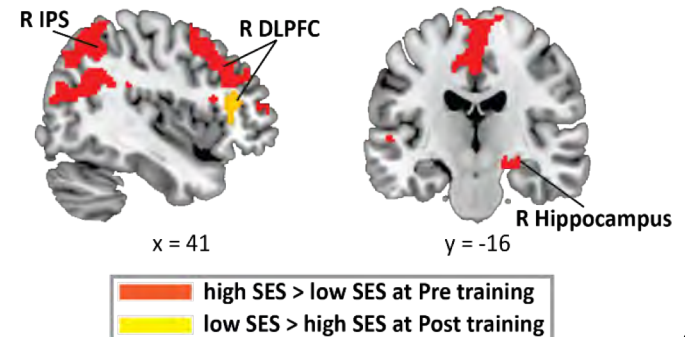 R IPS
R DLPFC
R Hippocampus
x = 41
y = -16
high SES > low SES at Pre training
low SES > high SES at Post training